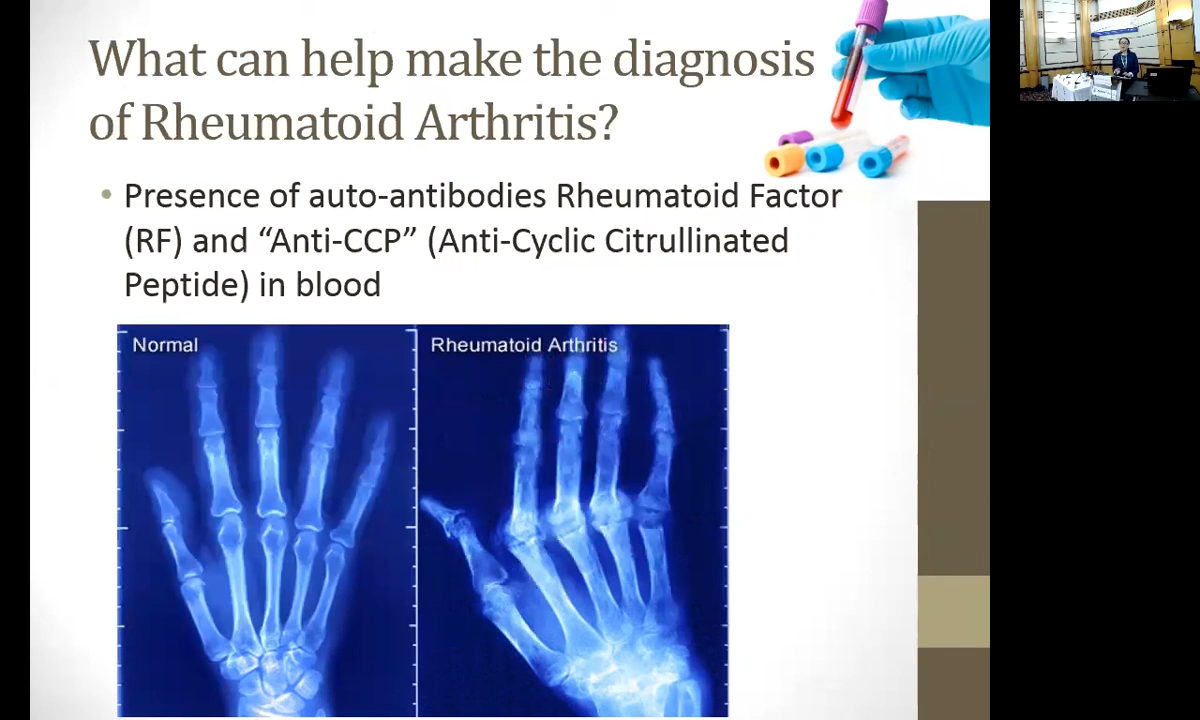 What can help make the diagnosis
of Rheumatoid Arthritis?
• Presence of auto-antibodies Rheumatoid Factor
(RF) and “Anti-CCP” (Anti-Cyclic Citrullinated
Peptide) in blood
Normal
Rheumatoid Arthritis